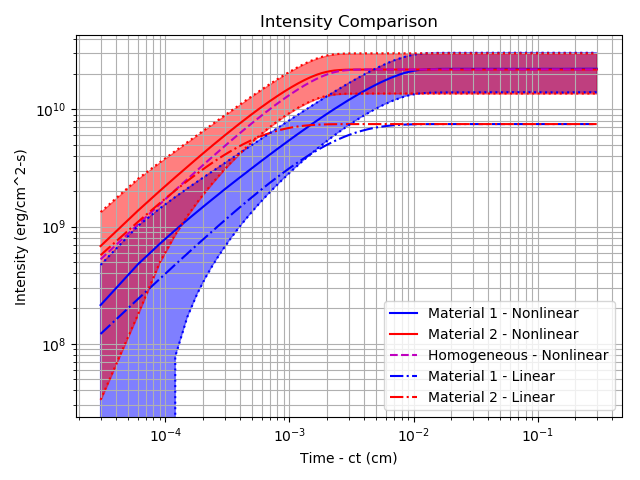 Intensity Comparison
Intensity (erg/cm^2-s)
10^10
10^9
10^8
Material 1 - Nonlinear
Material 2 - Nonlinear
Homogeneous - Nonlinear
Material 1 - Linear
Material 2 - Linear
10^−4 10^−3 10^−2 10^−1
Time - ct (cm)